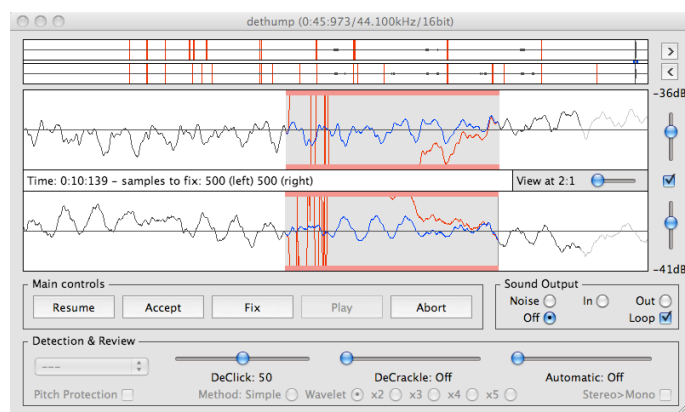 dethump (0:45:973/44.100kHz/16bit)
>
<
-36dB
Time: 0:10:139 - samples to fix: 500 (left) 500 (right) View at 2:1
-41dB
Main controls
Resume Accept Fix Play Abort
Sound Output
Noise In Out
Off Loop
Detection & Review
---
DeClick: 50 DeCrackle: Off Automatic: Off
Pitch Protection Method: Simple Wavelet x2 x3 x4 x5 Stereo>Mono